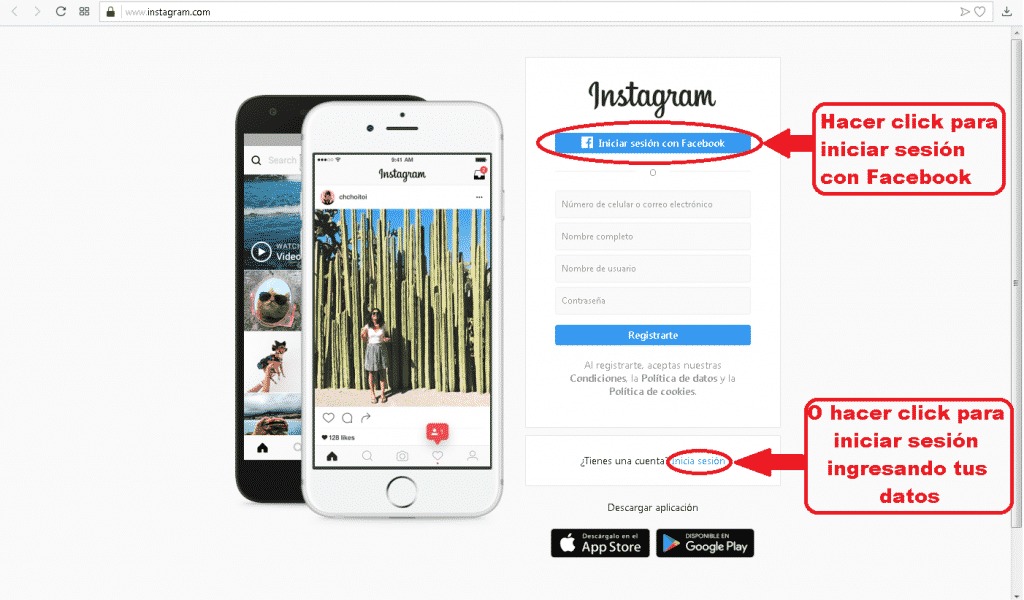 www.instagram.com
Instagram
Iniciar sesión con Facebook
Hacer click para
iniciar sesión
con Facebook
O
Número de celular o correo electrónico
Nombre completo
Nombre de usuario
Contraseña
Registrarte
Al registrarte, aceptas nuestras
Condiciones, la Política de datos y la
Política de cookies.
O hacer click para
iniciar sesión
ingresando tus
datos
¿Tienes una cuenta? Inicia sesión
Descargar aplicación
Descárgalo en el
App Store
DISPONIBLE EN
Google Play
Search
WATCH
Video
9:41 AM
Instagram
chchoitoi
128 likes